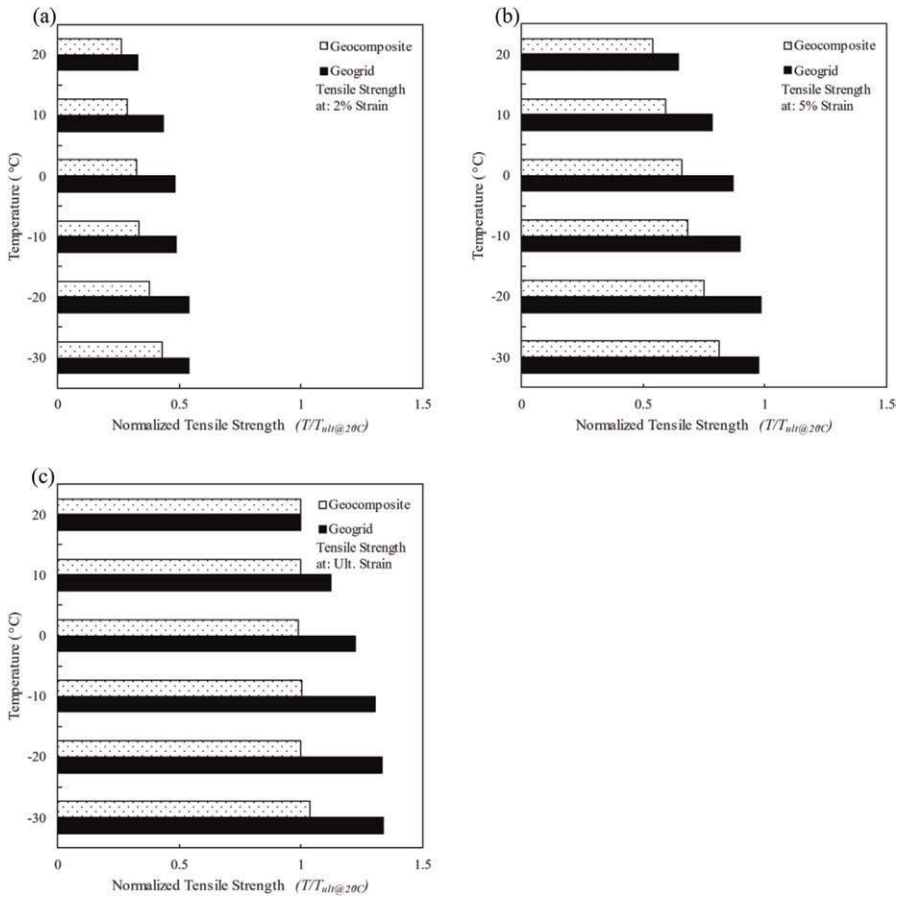 (a)
Geocomposite
Geogrid
Tensile Strength
at: 2% Strain
Temperature ( °C)
20
10
0
-10
-20
-30
0 0.5 1 1.5
Normalized Tensile Strength (T/Tult@20C)
(b)
Geocomposite
Geogrid
Tensile Strength
at: 5% Strain
Temperature ( °C)
20
10
0
-10
-20
-30
0 0.5 1 1.5
Normalized Tensile Strength (T/Tult@20C)
(c)
Geocomposite
Geogrid
Tensile Strength
at: Ult. Strain
Temperature ( °C)
20
10
0
-10
-20
-30
0 0.5 1 1.5
Normalized Tensile Strength (T/Tult@20C)